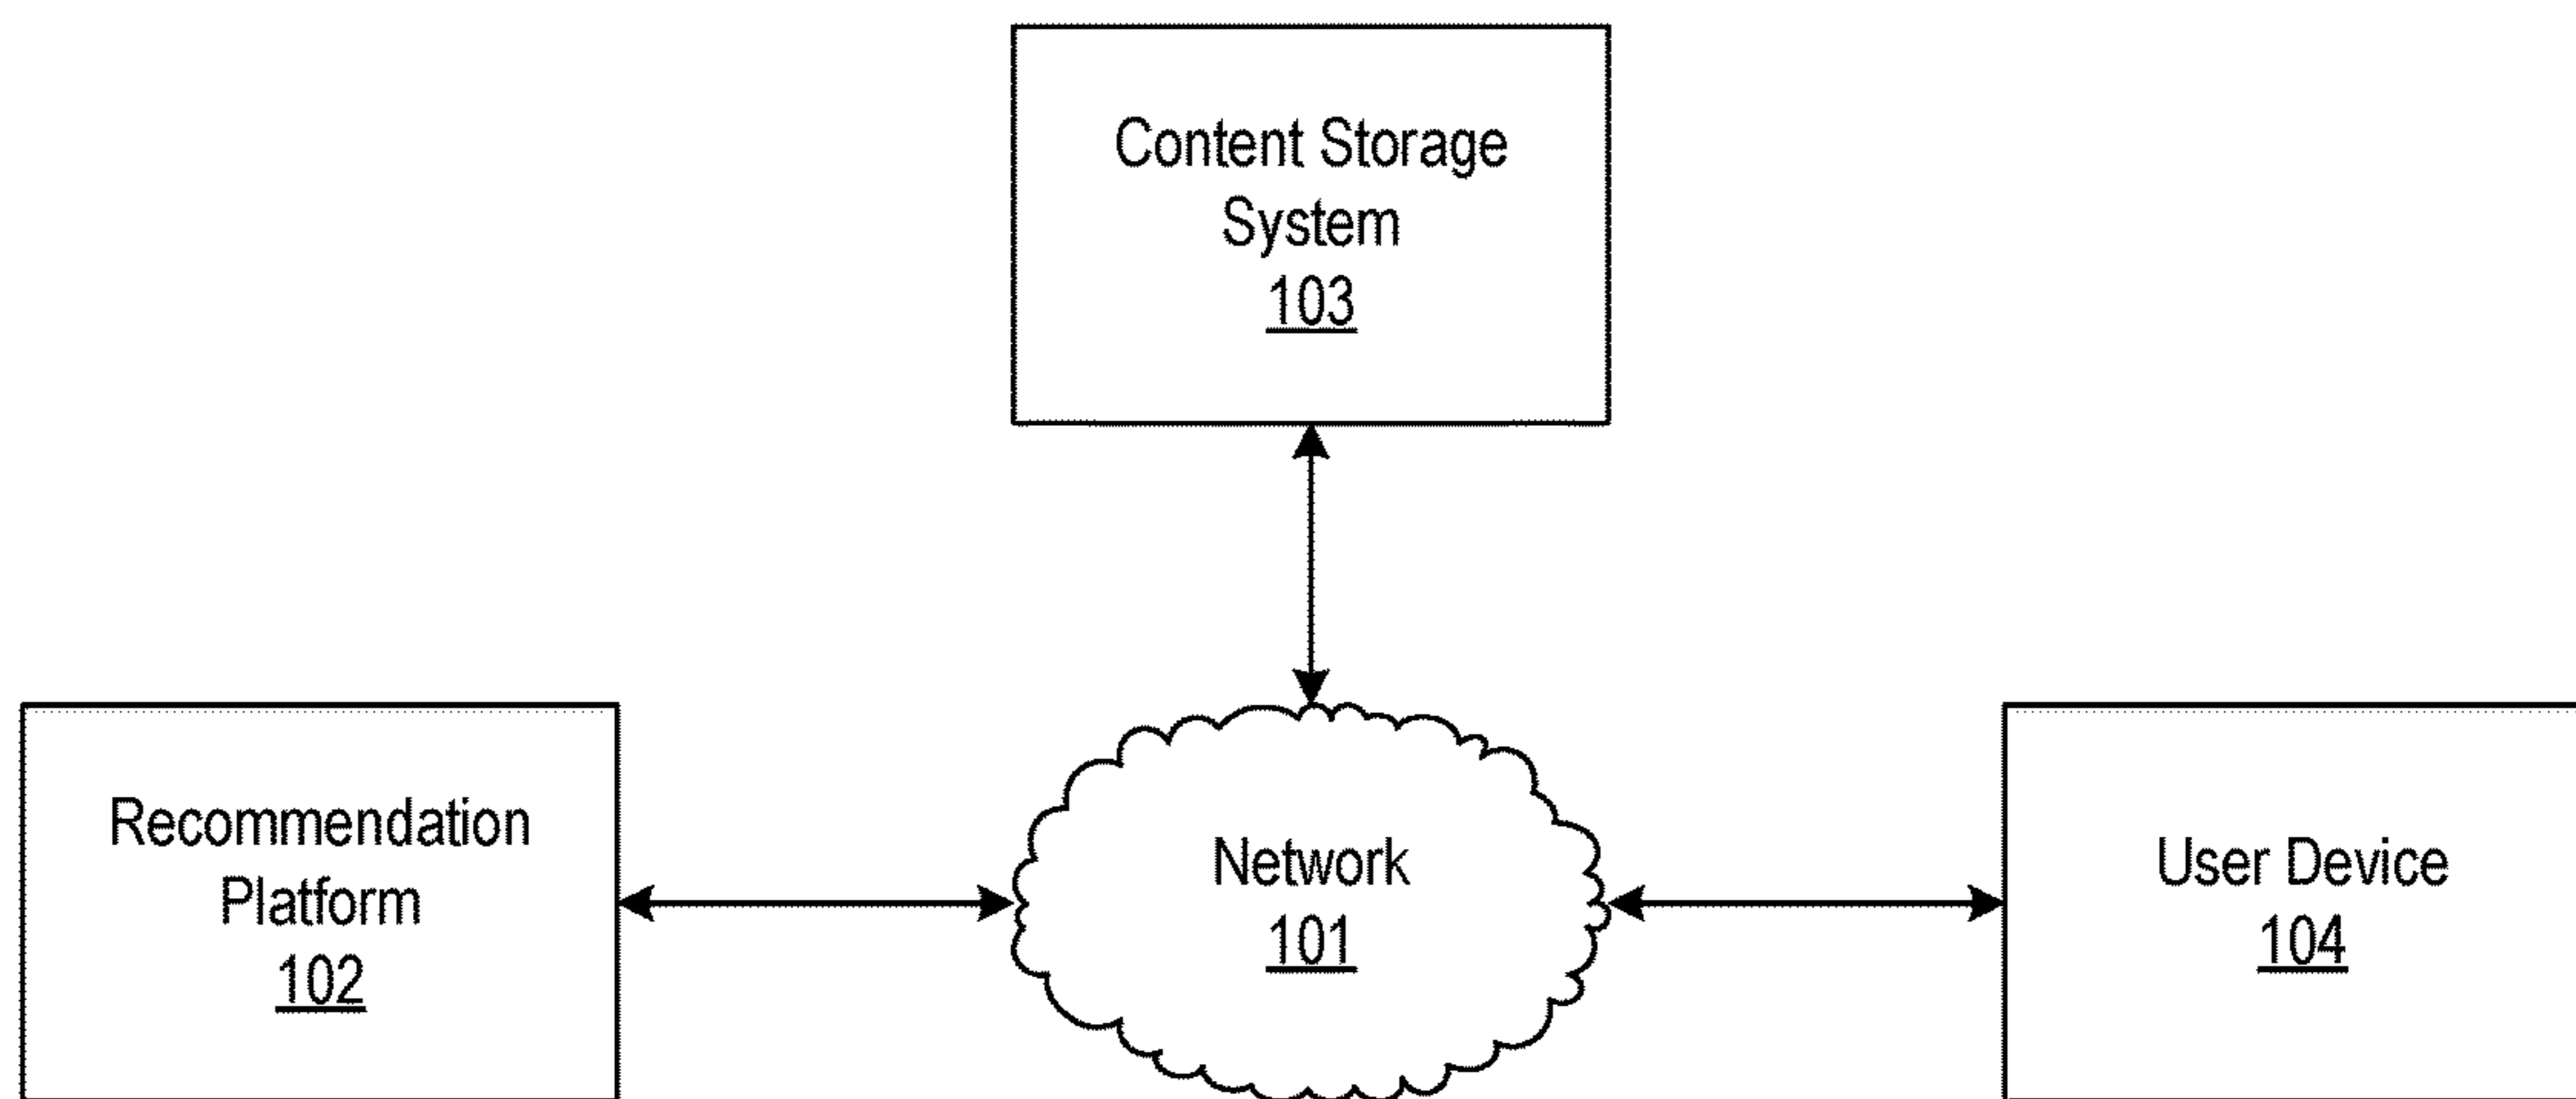 Content Storage
System
103
Recommendation
Platform
102
Network
101
User Device
104